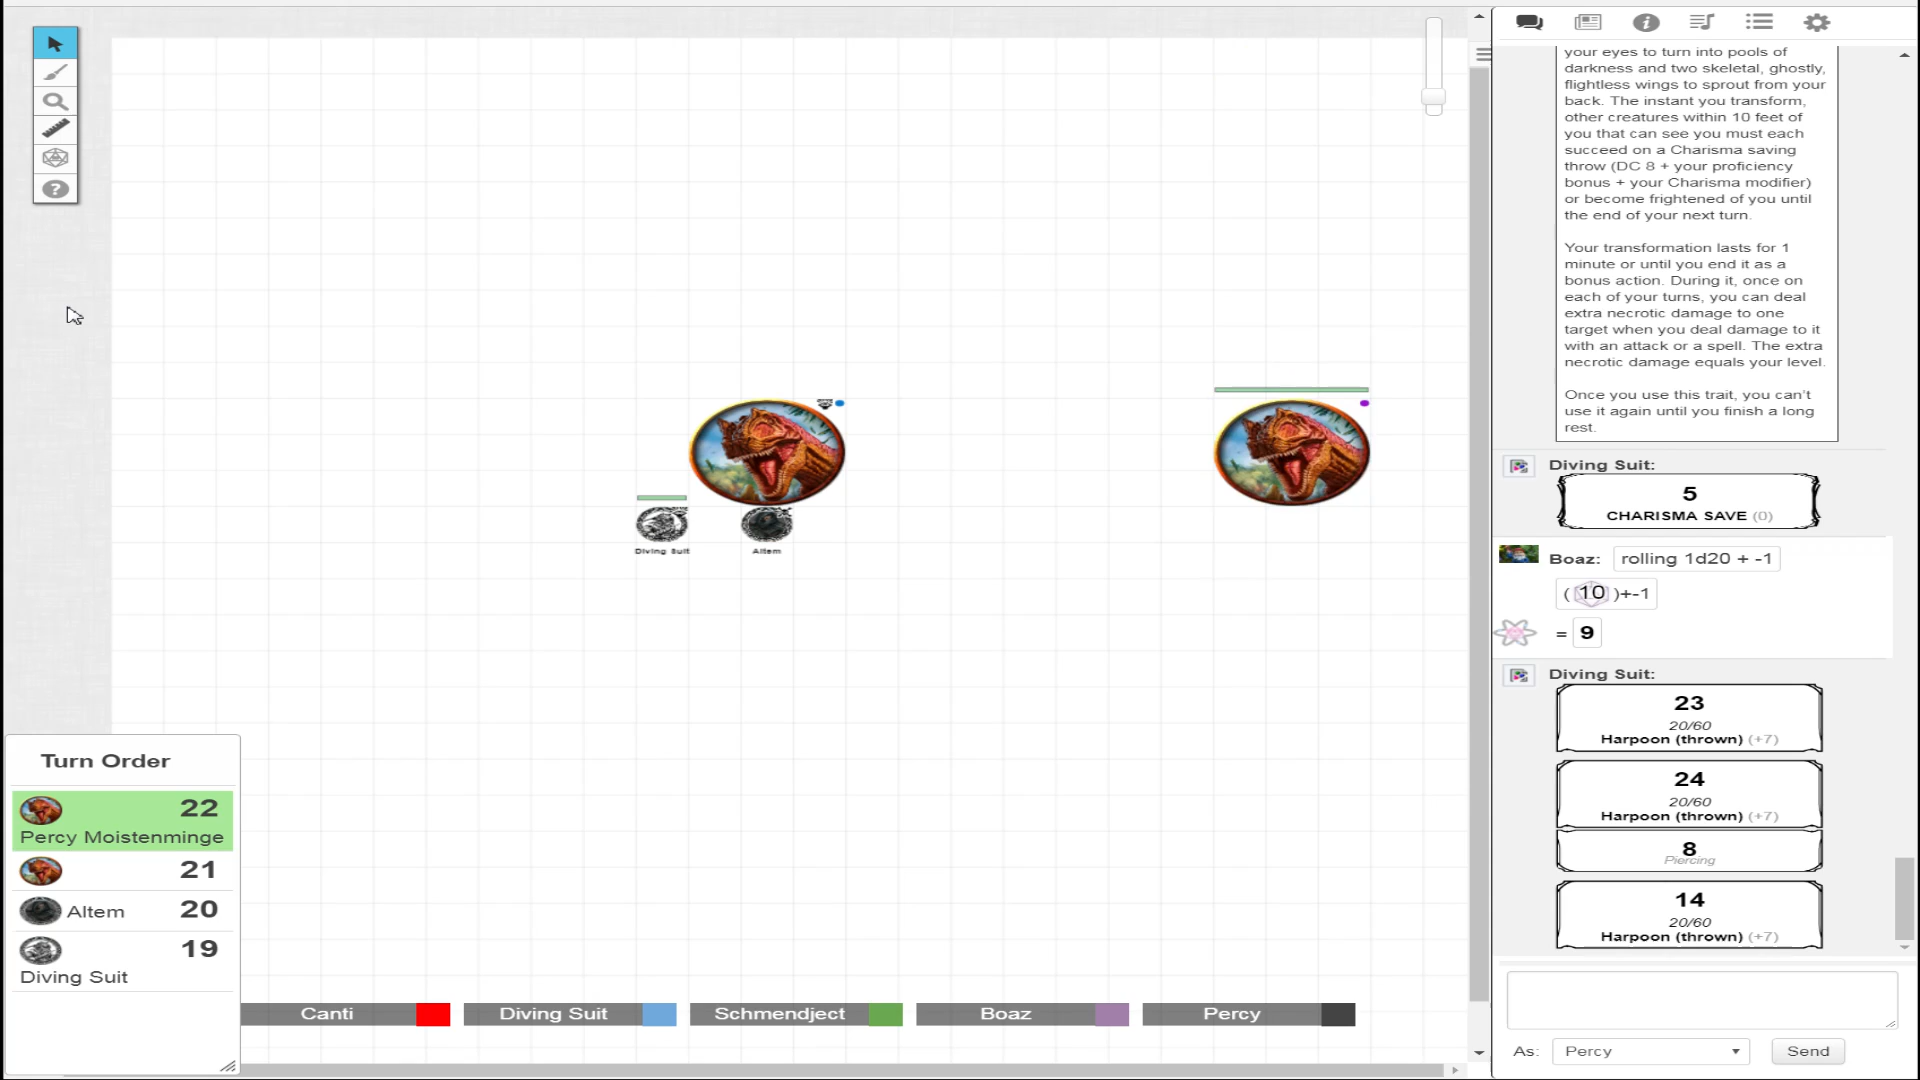 your eyes to turn into pools of
darkness and two skeletal, ghostly,
flightless wings to sprout from your
back. The instant you transform,
other creatures within 10 feet of
you that can see you must each
succeed on a Charisma saving
throw (DC 8 + your proficiency
bonus + your Charisma modifier)
or become frightened of you until
the end of your next turn.
Your transformation lasts for 1
minute or until you end it as a
bonus action. During it, once on
each of your turns, you can deal
extra necrotic damage to one
target when you deal damage to it
with an attack or a spell. The extra
necrotic damage equals your level.
Once you use this trait, you can't
use it again until you finish a long
rest.
Diving Suit:
5
CHARISMA SAVE (0)
Boaz: rolling 1d20 + -1
(10)+-1
= 9
Diving Suit:
23
20/60
Harpoon (thrown) (+7)
24
20/60
Harpoon (thrown) (+7)
8
Piercing
14
20/60
Harpoon (thrown) (+7)
As: Percy Send
Diving Suit Altem
Turn Order
22
Percy Moistenminge
21
Altem 20
19
Diving Suit
Canti Diving Suit Schmendject Boaz Percy